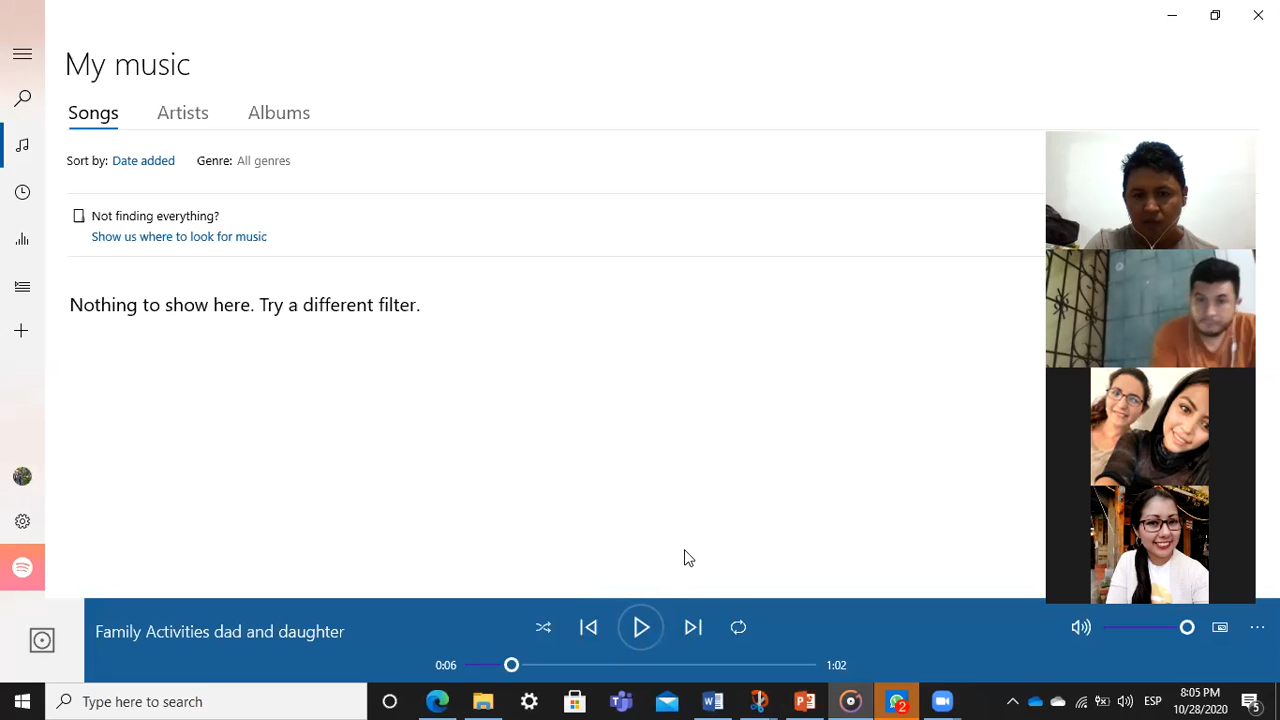 My music
Songs Artists Albums
Sort by: Date added Genre: All genres
Not finding everything?
Show us where to look for music
Nothing to show here. Try a different filter.
Family Activities dad and daughter
0:06 1:02
Type here to search
2
ESP
8:05 PM
10/28/2020
5